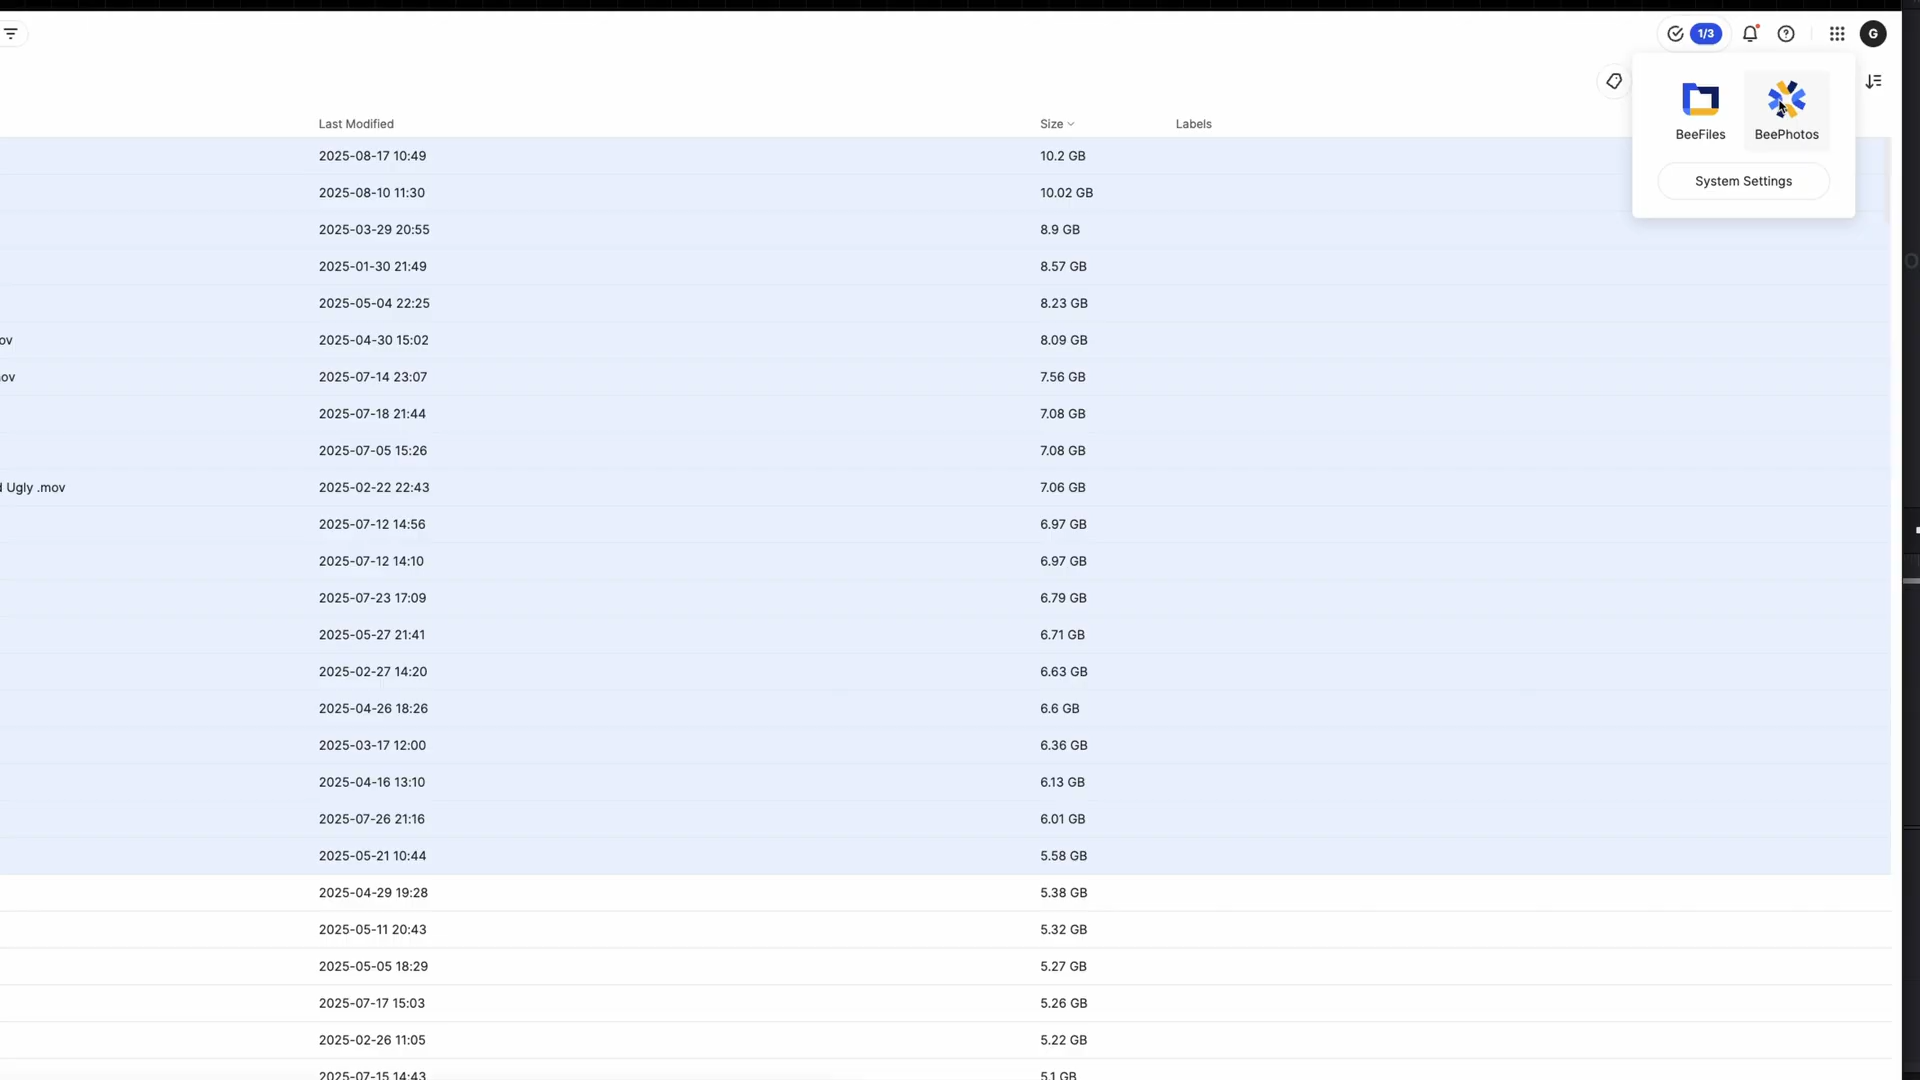 1/3
G
BeeFiles BeePhotos
System Settings
Last Modified Size Labels
2025-08-17 10:49 10.2 GB
2025-08-10 11:30 10.02 GB
2025-03-29 20:55 8.9 GB
2025-01-30 21:49 8.57 GB
2025-05-04 22:25 8.23 GB
ov 2025-04-30 15:02 8.09 GB
ov 2025-07-14 23:07 7.56 GB
2025-07-18 21:44 7.08 GB
2025-07-05 15:26 7.08 GB
d Ugly .mov 2025-02-22 22:43 7.06 GB
2025-07-12 14:56 6.97 GB
2025-07-12 14:10 6.97 GB
2025-07-23 17:09 6.79 GB
2025-05-27 21:41 6.71 GB
2025-02-27 14:20 6.63 GB
2025-04-26 18:26 6.6 GB
2025-03-17 12:00 6.36 GB
2025-04-16 13:10 6.13 GB
2025-07-26 21:16 6.01 GB
2025-05-21 10:44 5.58 GB
2025-04-29 19:28 5.38 GB
2025-05-11 20:43 5.32 GB
2025-05-05 18:29 5.27 GB
2025-07-17 15:03 5.26 GB
2025-02-26 11:05 5.22 GB
2025-07-15 14:43 5.1 GB